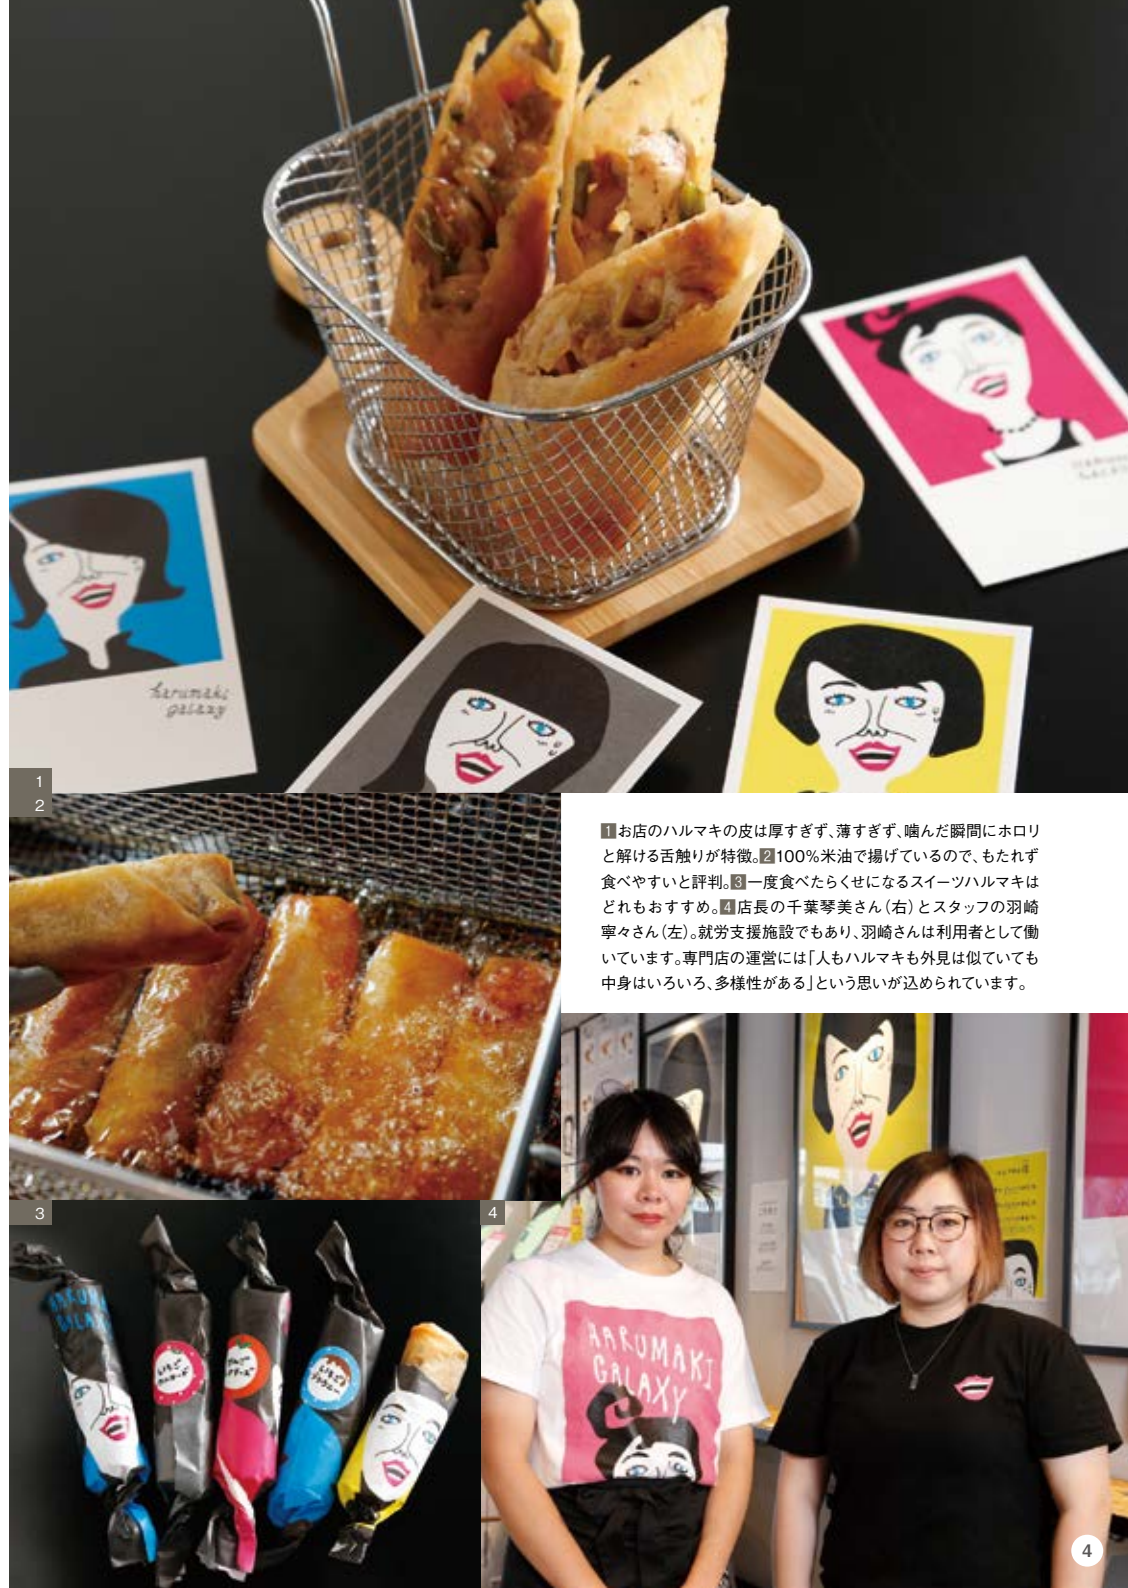 harumaki
galaxy
1
2
1お店のハルマキの皮は厚すぎず、薄すぎず、噛んだ瞬間にホロリ
と解ける舌触りが特徴。2 100%米油で揚げているので、もたれず
食べやすいと評判。3一度食べたらくせになるスイーツハルマキは
どれもおすすめ。4店長の千葉琴美さん（右）とスタッフの羽崎
寧々さん（左）。就労支援施設でもあり、羽崎さんは利用者として働
いています。専門店の運営には「人もハルマキも外見は似ていても
中身はいろいろ、多様性がある」という思いが込められています。
3
4
HARUMAKI
GALAXY
いちご
HARUMAKI
GALAXY
4